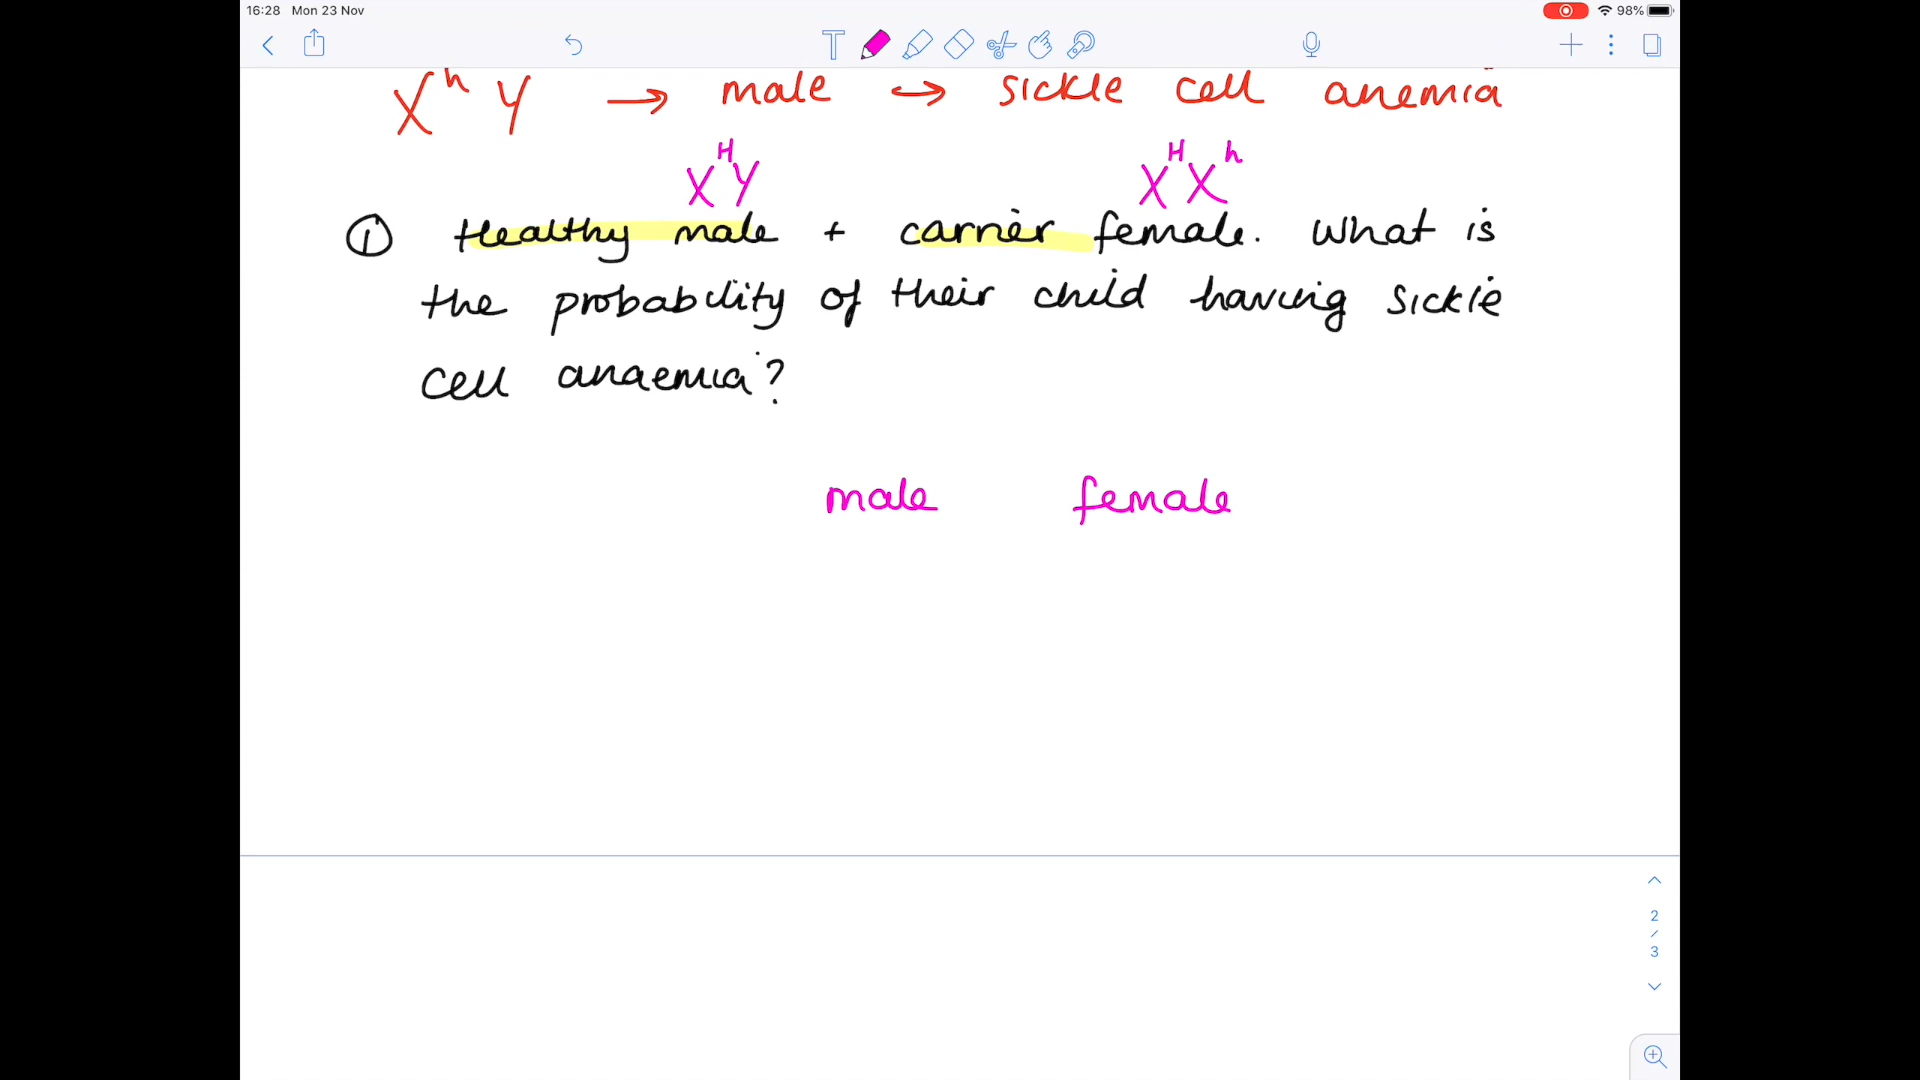 16:28 Mon 23 Nov
98%
T
X^h Y → male ↔ sickle cell anemia
X^H Y X^H X^h
① Healthy male + carrier female. What is
the probability of their child having sickle
cell anaemia?
male female
2
/
3